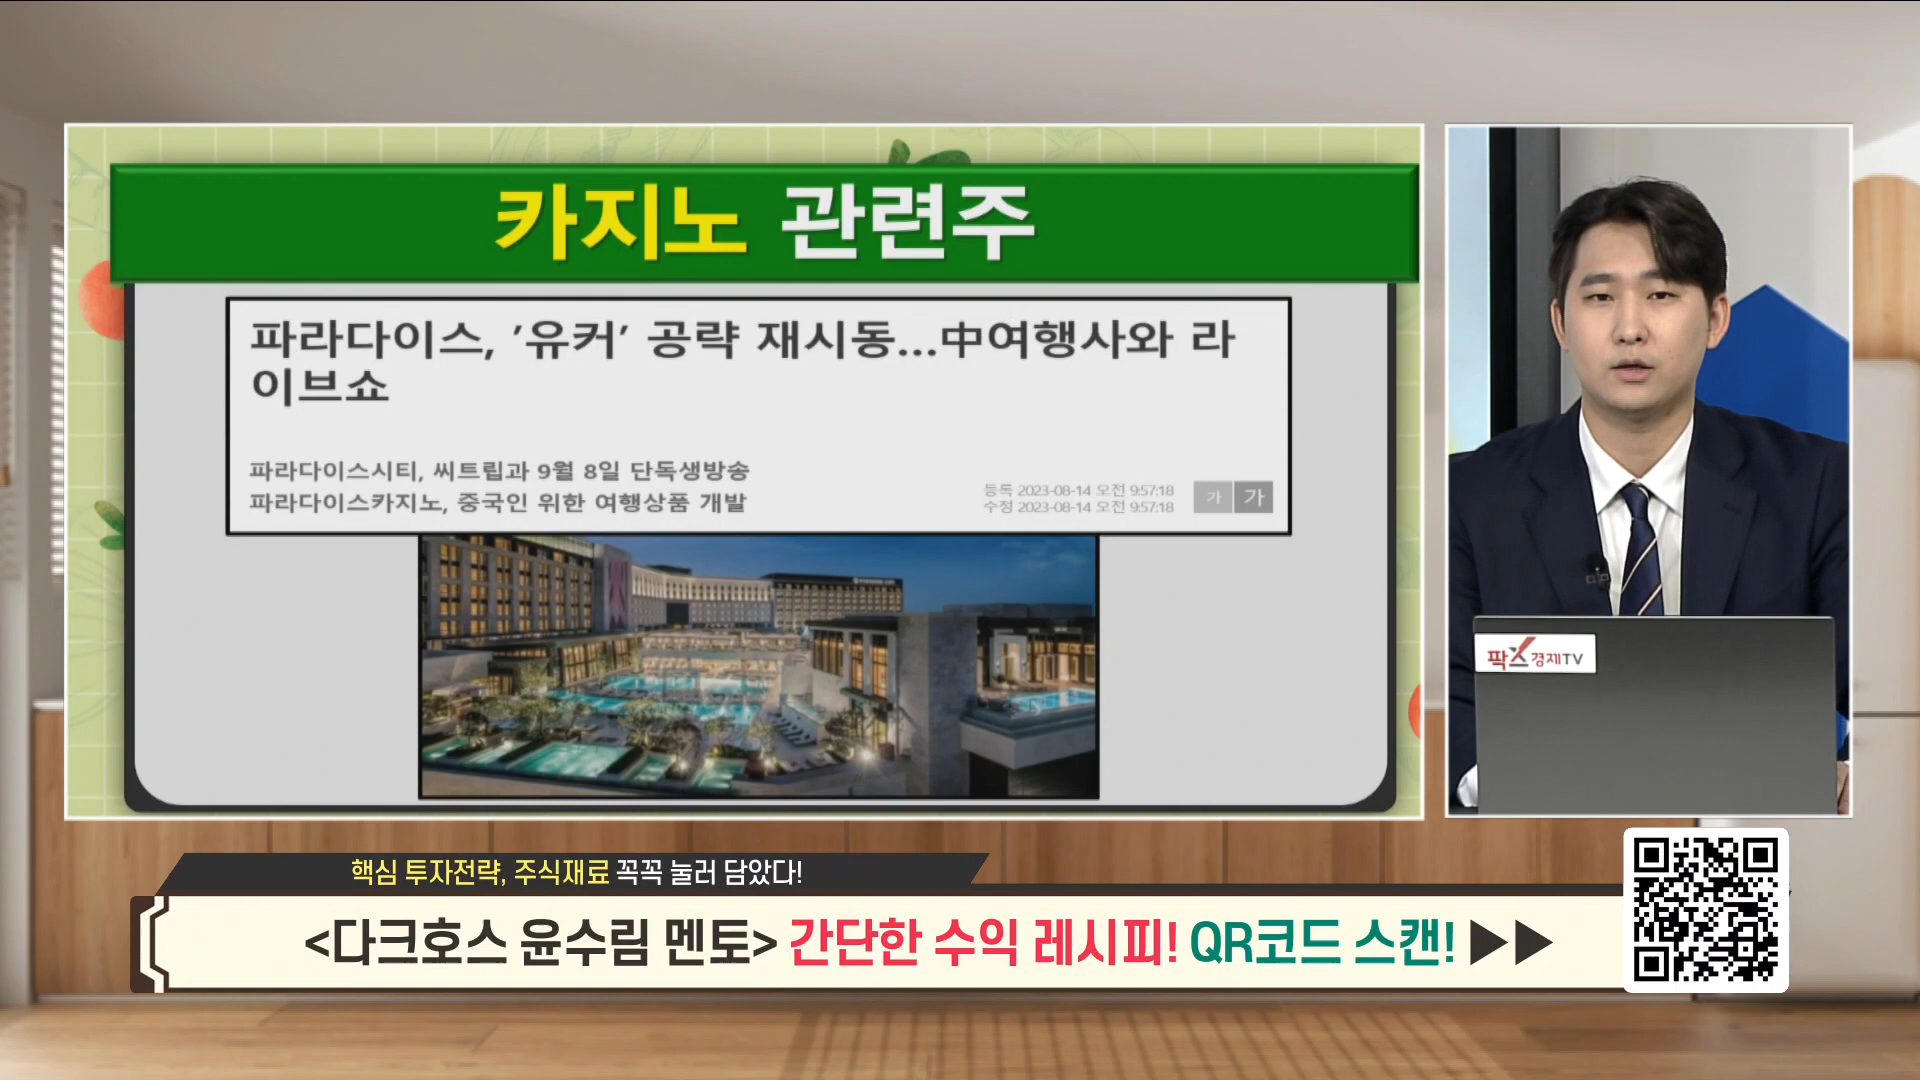 카지노 관련주
파라다이스, '유커' 공략 재시동...中여행사와 라
이브쇼
파라다이스시티, 씨트립과 9월 8일 단독생방송
파라다이스카지노, 중국인 위한 여행상품 개발
등록 2023-08-14 오전 9:57:18
수정 2023-08-14 오전 9:57:18
가 가
팍스경제TV
핵심 투자전략, 주식재료 꼭꼭 눌러 담았다!
<다크호스 윤수림 멘토> 간단한 수익 레시피! QR코드 스캔! ▶▶